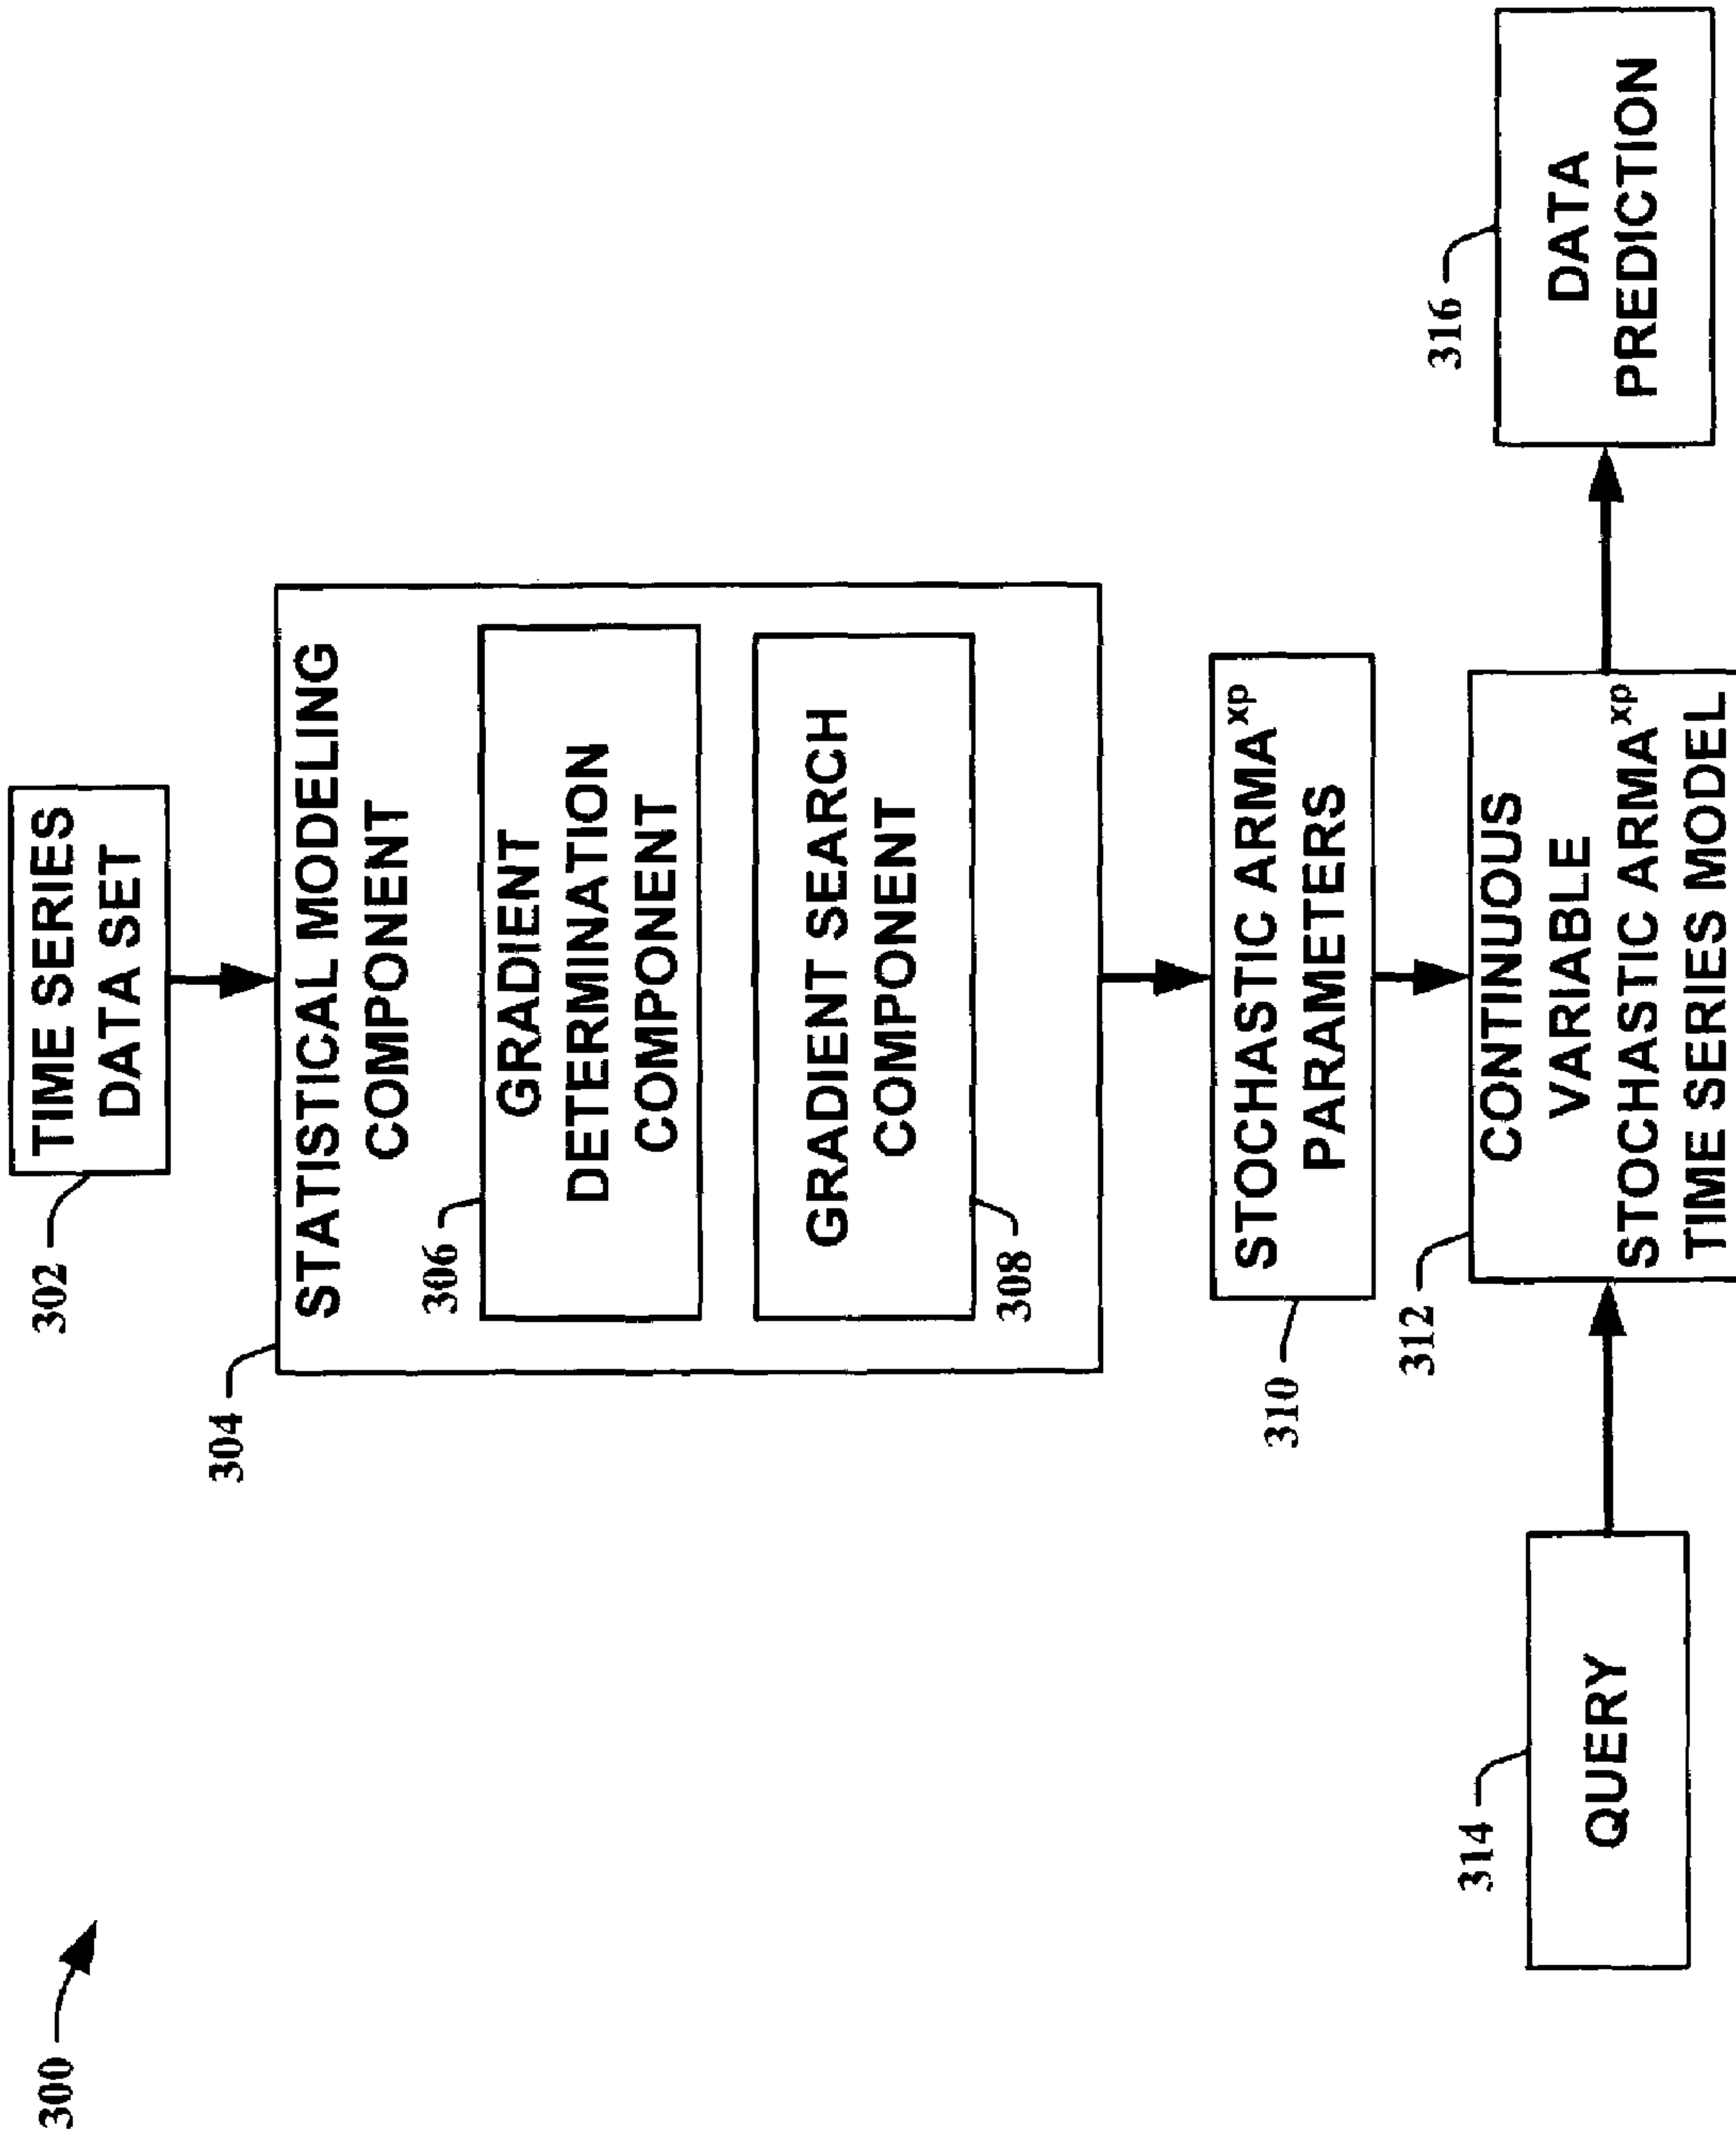 300
302
TIME SERIES
DATA SET
304
STATISTICAL MODELING
COMPONENT
306
GRADIENT
DETERMINATION
COMPONENT
GRADIENT SEARCH
COMPONENT
308
310
STOCHASTIC ARMA^xp
PARAMETERS
312
CONTINUOUS
VARIABLE
STOCHASTIC ARMA^xp
TIME SERIES MODEL
314
QUERY
316
DATA
PREDICTION